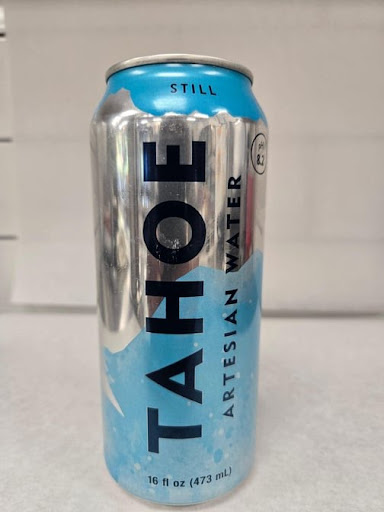 STILL
pH
8.2
TAHOE
ARTESIAN WATER
16 fl oz (473 mL)